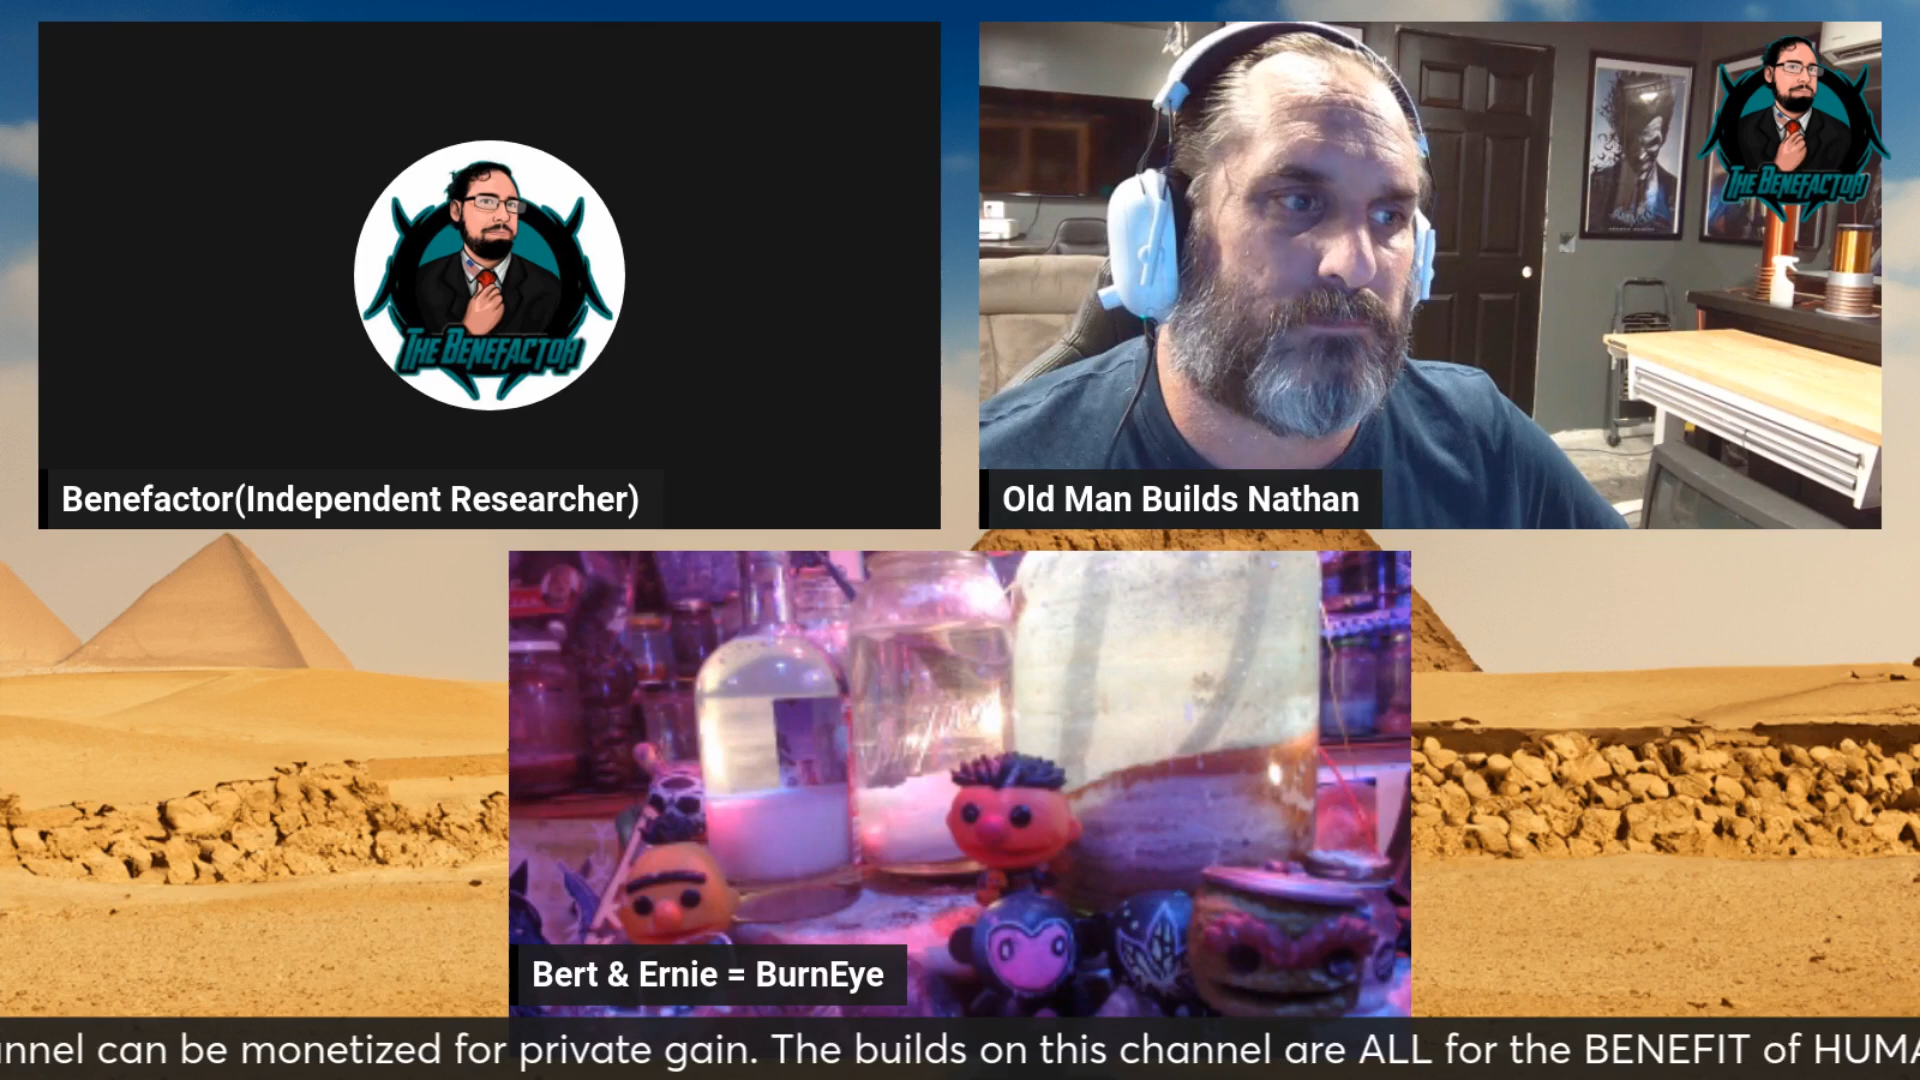 THE BENEFACTOR
Benefactor(Independent Researcher)
THE BENEFACTOR
Old Man Builds Nathan
Bert & Ernie = BurnEye
nnel can be monetized for private gain. The builds on this channel are ALL for the BENEFIT of HUMA